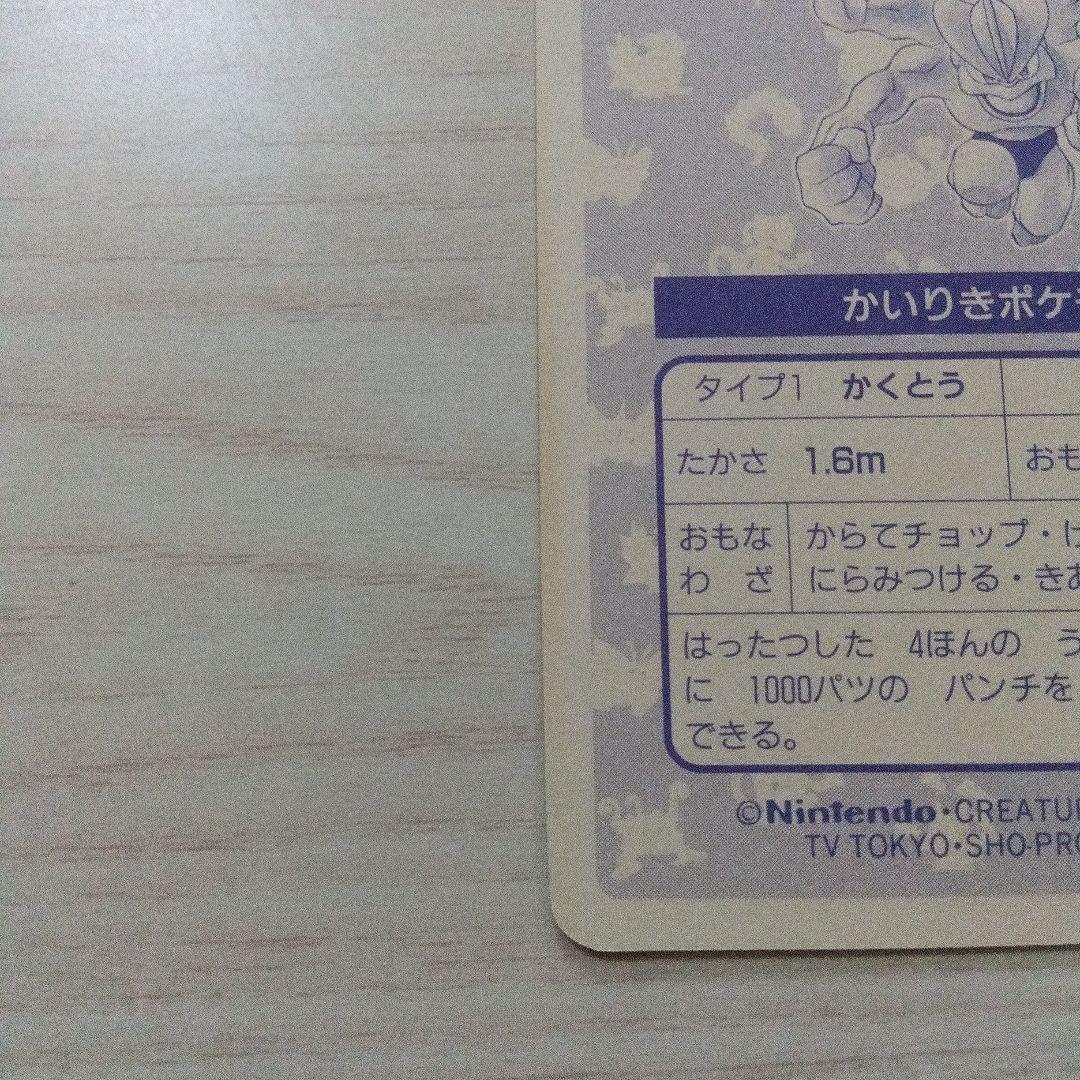 かいりきポケ
タイプ1 かくとう
たかさ 1.6m おも
おもな からてチョップ・け
わ ざ にらみつける・きあ
はったつした 4ほんの う
に 1000パツの パンチを
できる。
©Nintendo・CREATU
TV TOKYO・SHO-PRO